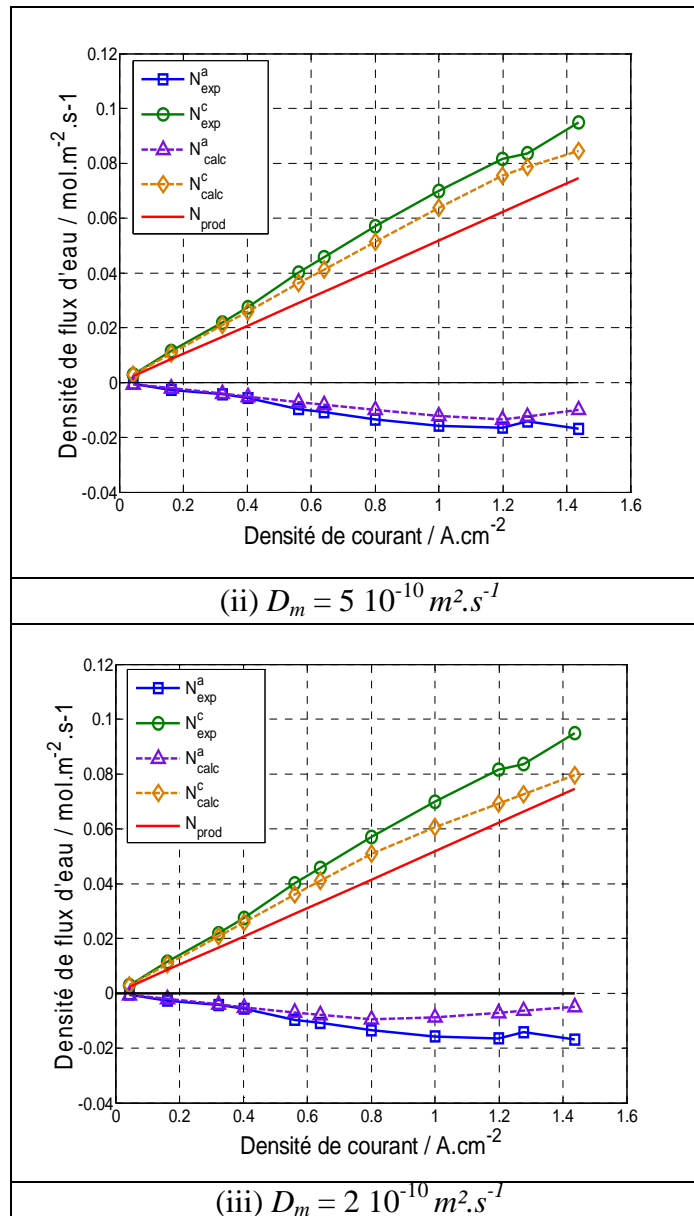 0.12
0.1
0.08
0.06
0.04
0.02
0
-0.02
-0.04
Densité de flux d'eau / mol.m-2.s-1
N^a_exp
N^c_exp
N^a_calc
N^c_calc
N_prod
0 0.2 0.4 0.6 0.8 1 1.2 1.4 1.6
Densité de courant / A.cm-2
(ii) D_m = 5 10^-10 m².s^-1
0.12
0.1
0.08
0.06
0.04
0.02
0
-0.02
-0.04
Densité de flux d'eau / mol.m-2.s-1
N^a_exp
N^c_exp
N^a_calc
N^c_calc
N_prod
0 0.2 0.4 0.6 0.8 1 1.2 1.4 1.6
Densité de courant / A.cm-2
(iii) D_m = 2 10^-10 m².s^-1